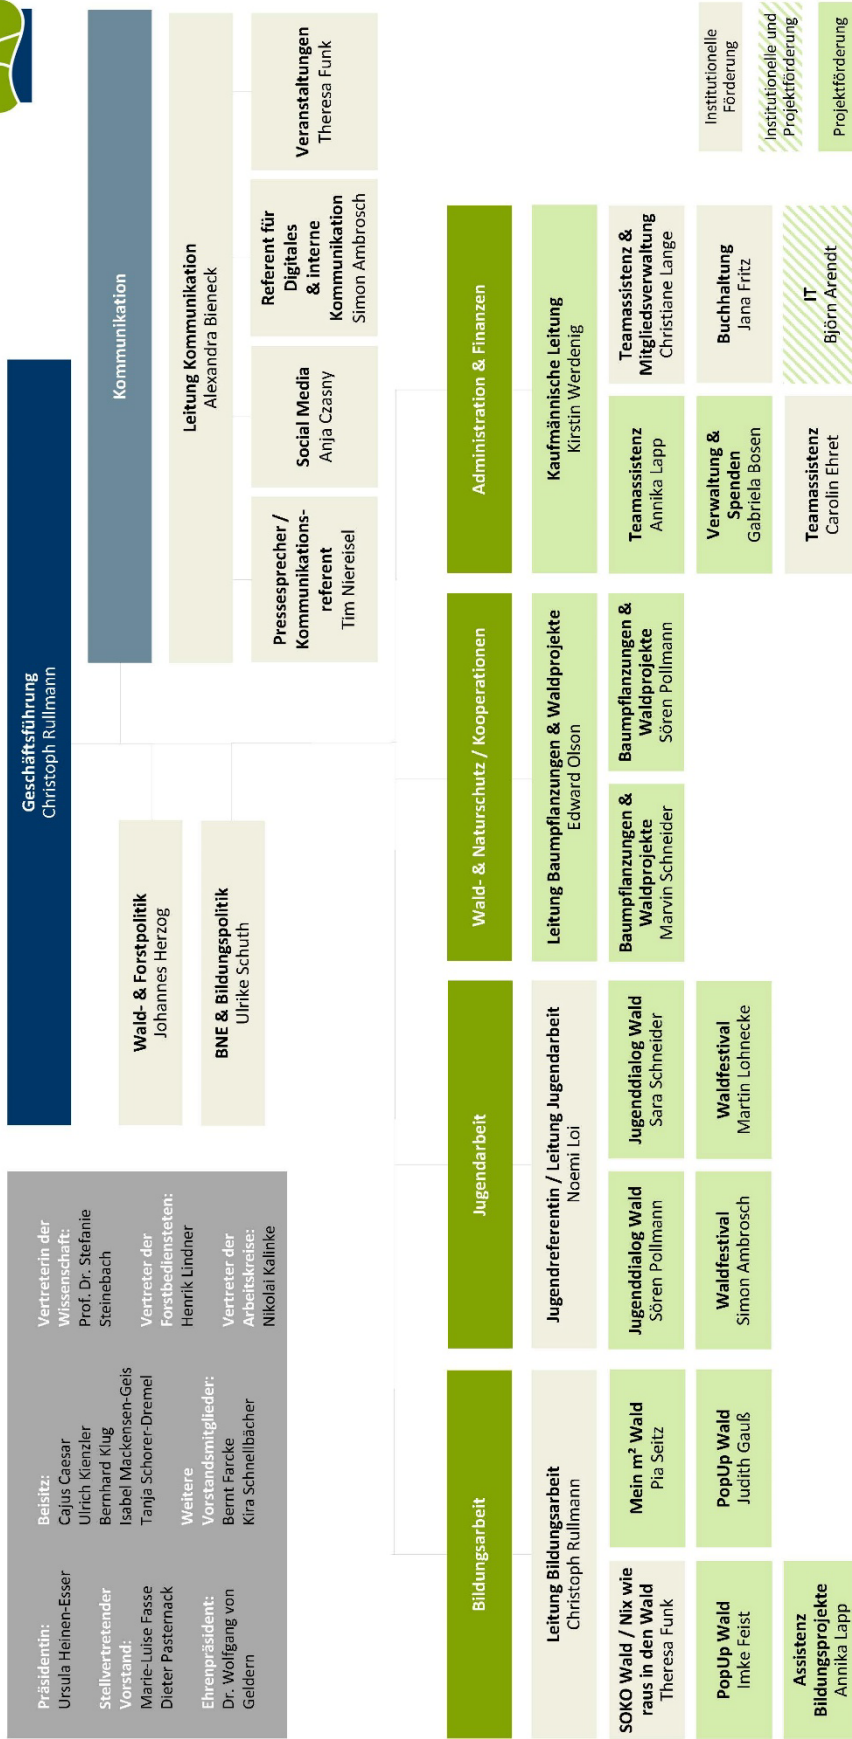 Präsidentin:
Ursula Heinen-Esser
Stellvertretender
Vorstand:
Marie-Luise Fasse
Dieter Pasternack
Ehrenpräsident:
Dr. Wolfgang von
Geldern
Beisitz:
Cajus Caesar
Ulrich Kienzler
Bernhard Klug
Isabel Mackensen-Geis
Tanja Schorer-Dremel
Weitere
Vorstandsmitglieder:
Bernt Farcke
Kira Schnellbächer
Vertreterin der
Wissenschaft:
Prof. Dr. Stefanie
Steinebach
Vertreter der
Forstbediensteten:
Henrik Lindner
Vertreter der
Arbeitskreise:
Nikolai Kalinke
Geschäftsführung
Christoph Rullmann
Wald- & Forstpolitik
Johannes Herzog
BNE & Bildungspolitik
Ulrike Schuth
Kommunikation
Leitung Kommunikation
Alexandra Bieneck
Pressesprecher /
Kommunikations-
referent
Tim Niereisel
Social Media
Anja Czasny
Referent für
Digitales
& interne
Kommunikation
Simon Ambrosch
Veranstaltungen
Theresa Funk
Bildungsarbeit
Leitung Bildungsarbeit
Christoph Rullmann
SOKO Wald / Nix wie
raus in den Wald
Theresa Funk
Mein m² Wald
Pia Seitz
PopUp Wald
Imke Feist
PopUp Wald
Judith Gauß
Assistenz
Bildungsprojekte
Annika Lapp
Jugendarbeit
Jugendreferentin / Leitung Jugendarbeit
Noemi Loi
Jugenddialog Wald
Sören Pollmann
Jugenddialog Wald
Sara Schneider
Waldfestival
Simon Ambrosch
Waldfestival
Martin Lohnecke
Wald- & Naturschutz / Kooperationen
Leitung Baumpflanzungen & Waldprojekte
Edward Olson
Baumpflanzungen &
Waldprojekte
Marvin Schneider
Baumpflanzungen &
Waldprojekte
Sören Pollmann
Administration & Finanzen
Kaufmännische Leitung
Kirstin Werdenig
Teamassistenz
Annika Lapp
Teamassistenz &
Mitgliedsverwaltung
Christiane Lange
Verwaltung &
Spenden
Gabriela Bosen
Buchhaltung
Jana Fritz
Teamassistenz
Carolin Ehret
IT
Björn Arendt
Institutionelle
Förderung
Institutionelle und
Projektförderung
Projektförderung